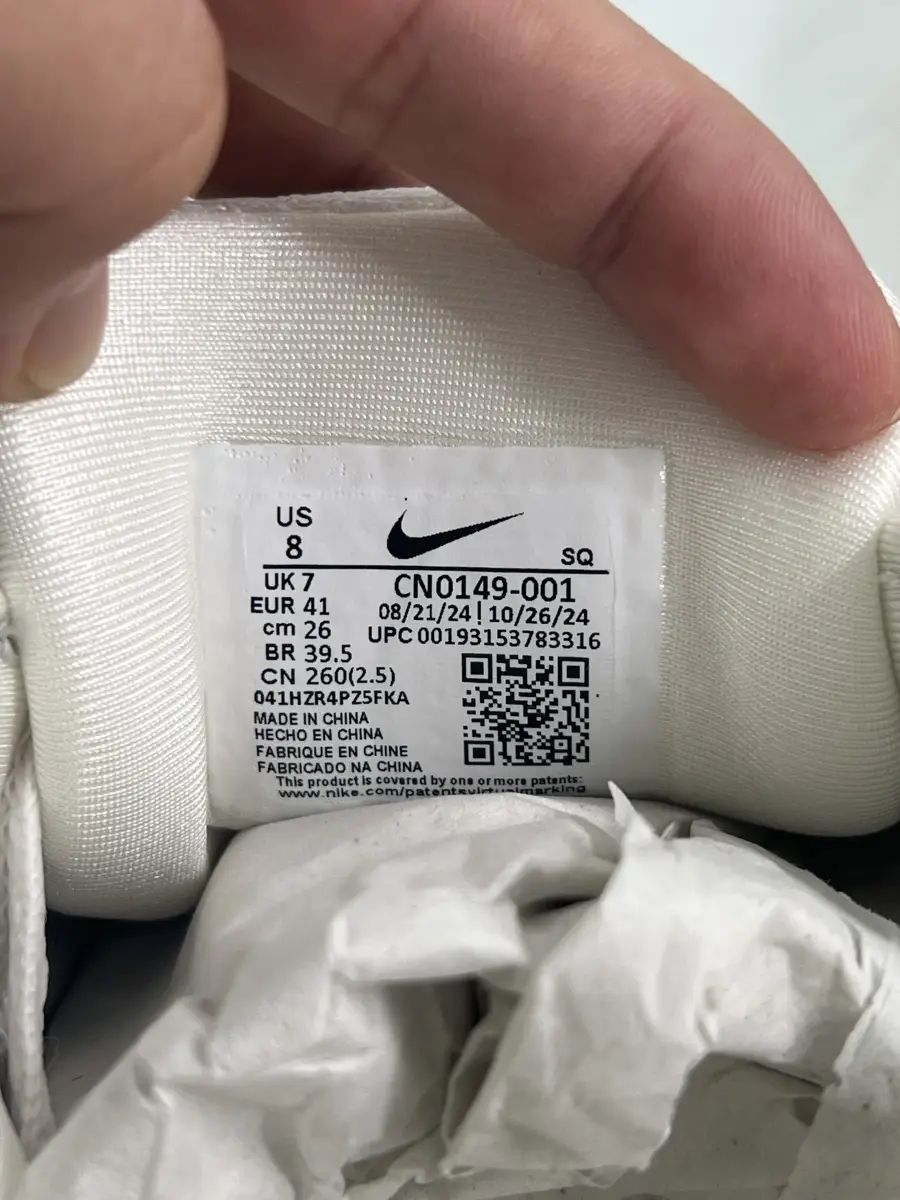 US
8
SQ
UK 7
CN0149-001
EUR 41
08/21/24 | 10/26/24
cm 26
UPC 00193153783316
BR 39.5
CN 260(2.5)
041HZR4PZ5FKA
MADE IN CHINA
HECHO EN CHINA
FABRIQUE EN CHINE
FABRICADO NA CHINA
This product is covered by one or more patents:
www.nike.com/patentsvirtualmarking